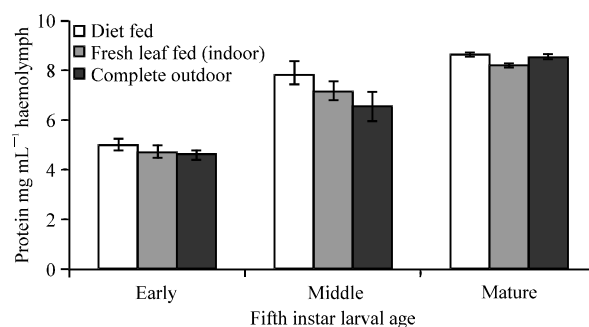 10
8
6
4
2
0
Protein mg mL⁻¹ haemolymph
Diet fed
Fresh leaf fed (indoor)
Complete outdoor
Early Middle Mature
Fifth instar larval age